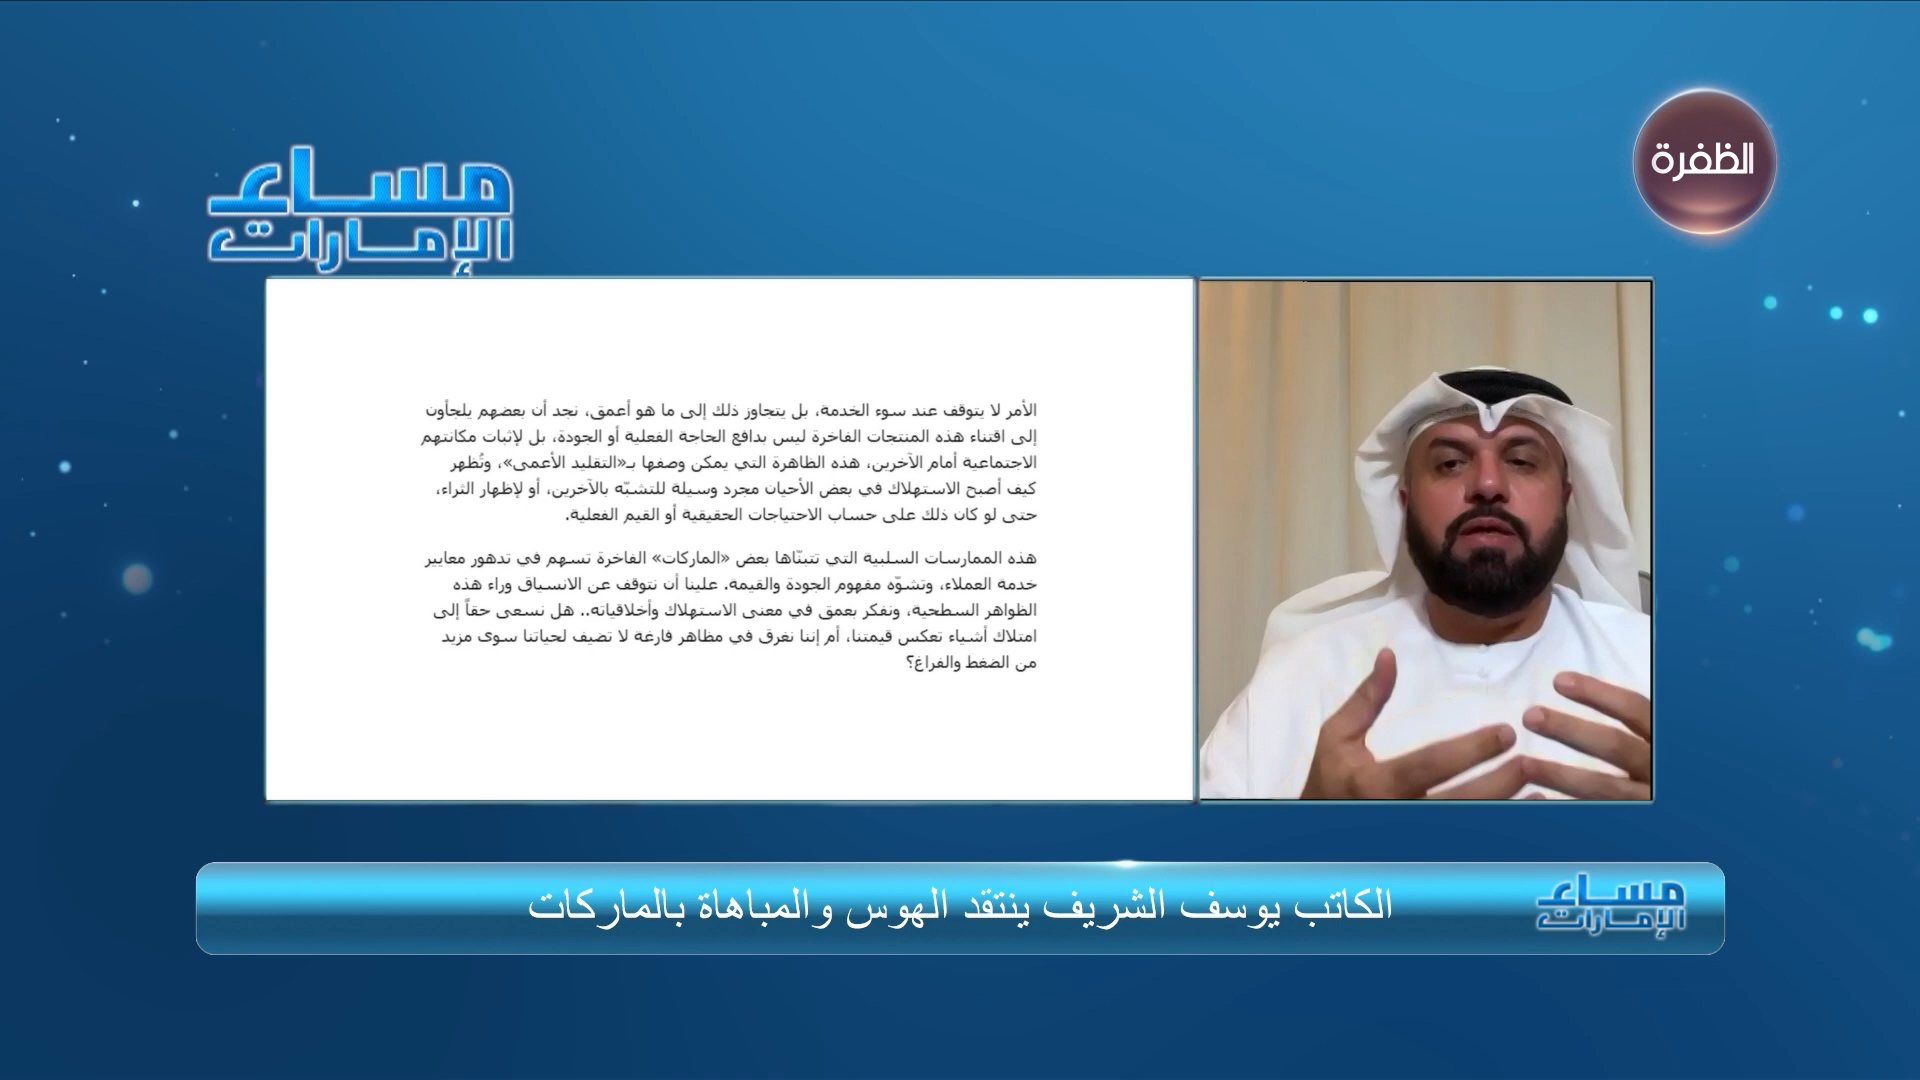 الظفرة
مساء
الإمارات
الأمر لا يتوقف عند سوء الخدمة، بل يتجاوز ذلك إلى ما هو أعمق، نجد أن بعضهم يلجأون
إلى اقتناء هذه المنتجات الفاخرة ليس بدافع الحاجة الفعلية أو الجودة، بل لإثبات مكانتهم
الاجتماعية أمام الآخرين، هذه الظاهرة التي يمكن وصفها بـ«التقليد الأعمى»، وتُظهر
كيف أصبح الاستهلاك في بعض الأحيان مجرد وسيلة للتشبّه بالآخرين، أو لإظهار الثراء،
حتى لو كان ذلك على حساب الاحتياجات الحقيقية أو القيم الفعلية.
هذه الممارسات السلبية التي تتبنّاها بعض «الماركات» الفاخرة تسهم في تدهور معايير
خدمة العملاء، وتشوّه مفهوم الجودة والقيمة. علينا أن نتوقف عن الانسياق وراء هذه
الظواهر السطحية، ونفكر بعمق في معنى الاستهلاك وأخلاقياته.. هل نسعى حقاً إلى
امتلاك أشياء تعكس قيمتنا، أم إننا نغرق في مظاهر فارغة لا تضيف لحياتنا سوى مزيد
من الضغط والفراغ؟
مساء
الإمارات
الكاتب يوسف الشريف ينتقد الهوس والمباهاة بالماركات